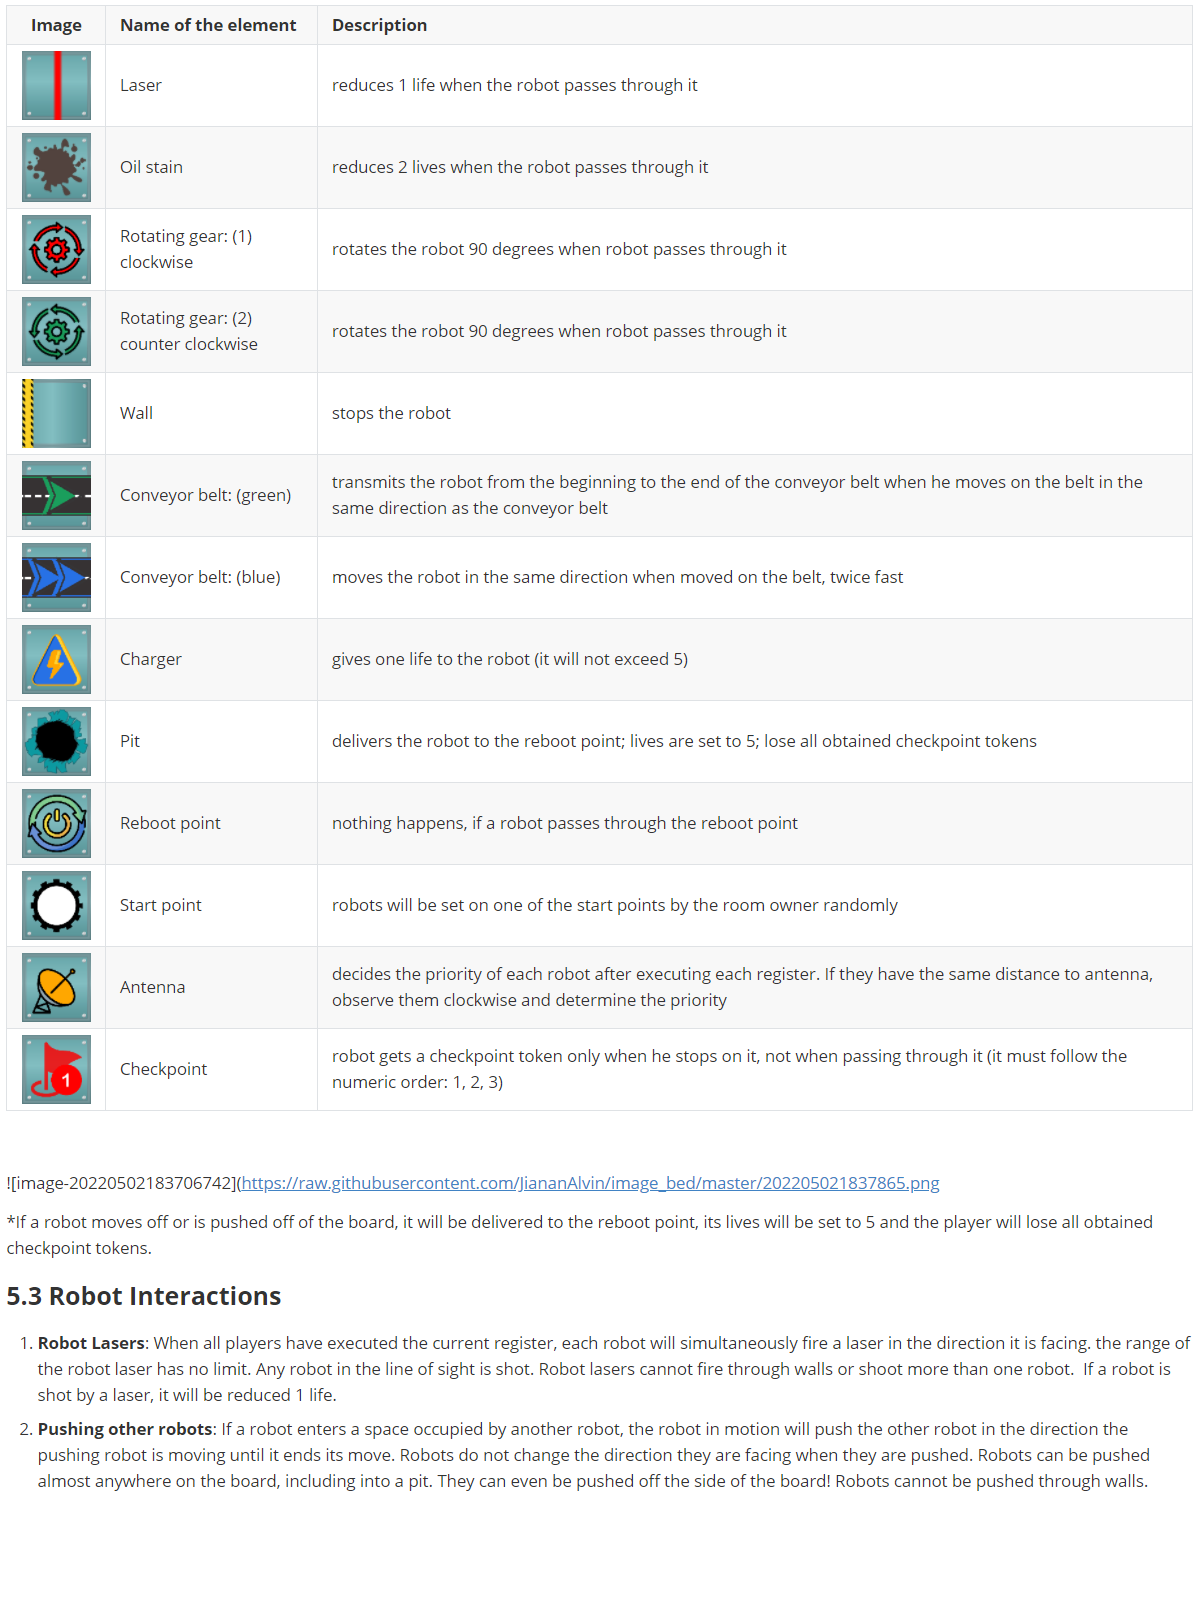 Image Name of the element Description
Laser reduces 1 life when the robot passes through it
Oil stain reduces 2 lives when the robot passes through it
Rotating gear: (1)
clockwise
rotates the robot 90 degrees when robot passes through it
Rotating gear: (2)
counter clockwise
rotates the robot 90 degrees when robot passes through it
Wall stops the robot
Conveyor belt: (green)
transmits the robot from the beginning to the end of the conveyor belt when he moves on the belt in the
same direction as the conveyor belt
Conveyor belt: (blue) moves the robot in the same direction when moved on the belt, twice fast
Charger gives one life to the robot (it will not exceed 5)
Pit delivers the robot to the reboot point; lives are set to 5; lose all obtained checkpoint tokens
Reboot point nothing happens, if a robot passes through the reboot point
Start point robots will be set on one of the start points by the room owner randomly
Antenna
decides the priority of each robot after executing each register. If they have the same distance to antenna,
observe them clockwise and determine the priority
1
Checkpoint
robot gets a checkpoint token only when he stops on it, not when passing through it (it must follow the
numeric order: 1, 2, 3)
![image-20220502183706742](https://raw.githubusercontent.com/JiananAlvin/image_bed/master/202205021837865.png
*If a robot moves off or is pushed off of the board, it will be delivered to the reboot point, its lives will be set to 5 and the player will lose all obtained
checkpoint tokens.
5.3 Robot Interactions
1. Robot Lasers: When all players have executed the current register, each robot will simultaneously fire a laser in the direction it is facing. the range of
the robot laser has no limit. Any robot in the line of sight is shot. Robot lasers cannot fire through walls or shoot more than one robot. If a robot is
shot by a laser, it will be reduced 1 life.
2. Pushing other robots: If a robot enters a space occupied by another robot, the robot in motion will push the other robot in the direction the
pushing robot is moving until it ends its move. Robots do not change the direction they are facing when they are pushed. Robots can be pushed
almost anywhere on the board, including into a pit. They can even be pushed off the side of the board! Robots cannot be pushed through walls.